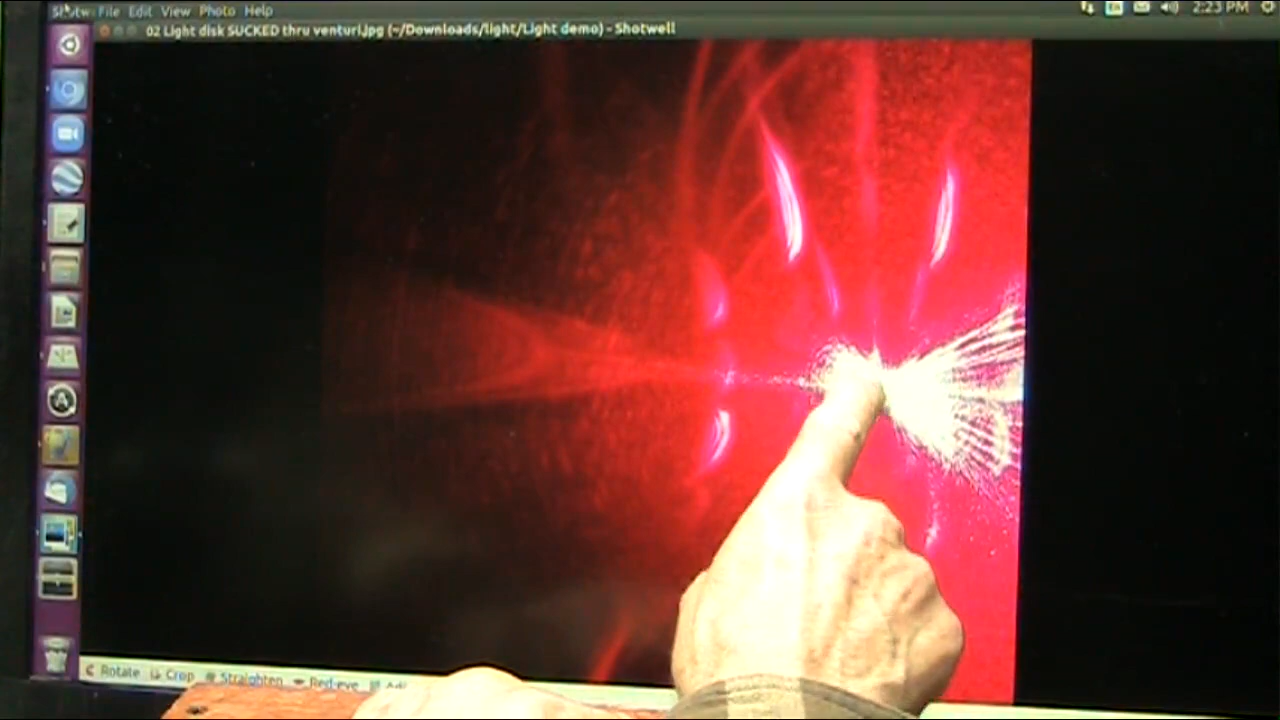 Shotw File Edit View Photo Help
2:23 PM
02 Light disk SUCKED thru venturi.jpg (~/Downloads/light/Light demo) - Shotwell
Rotate Crop Straighten Red-eye